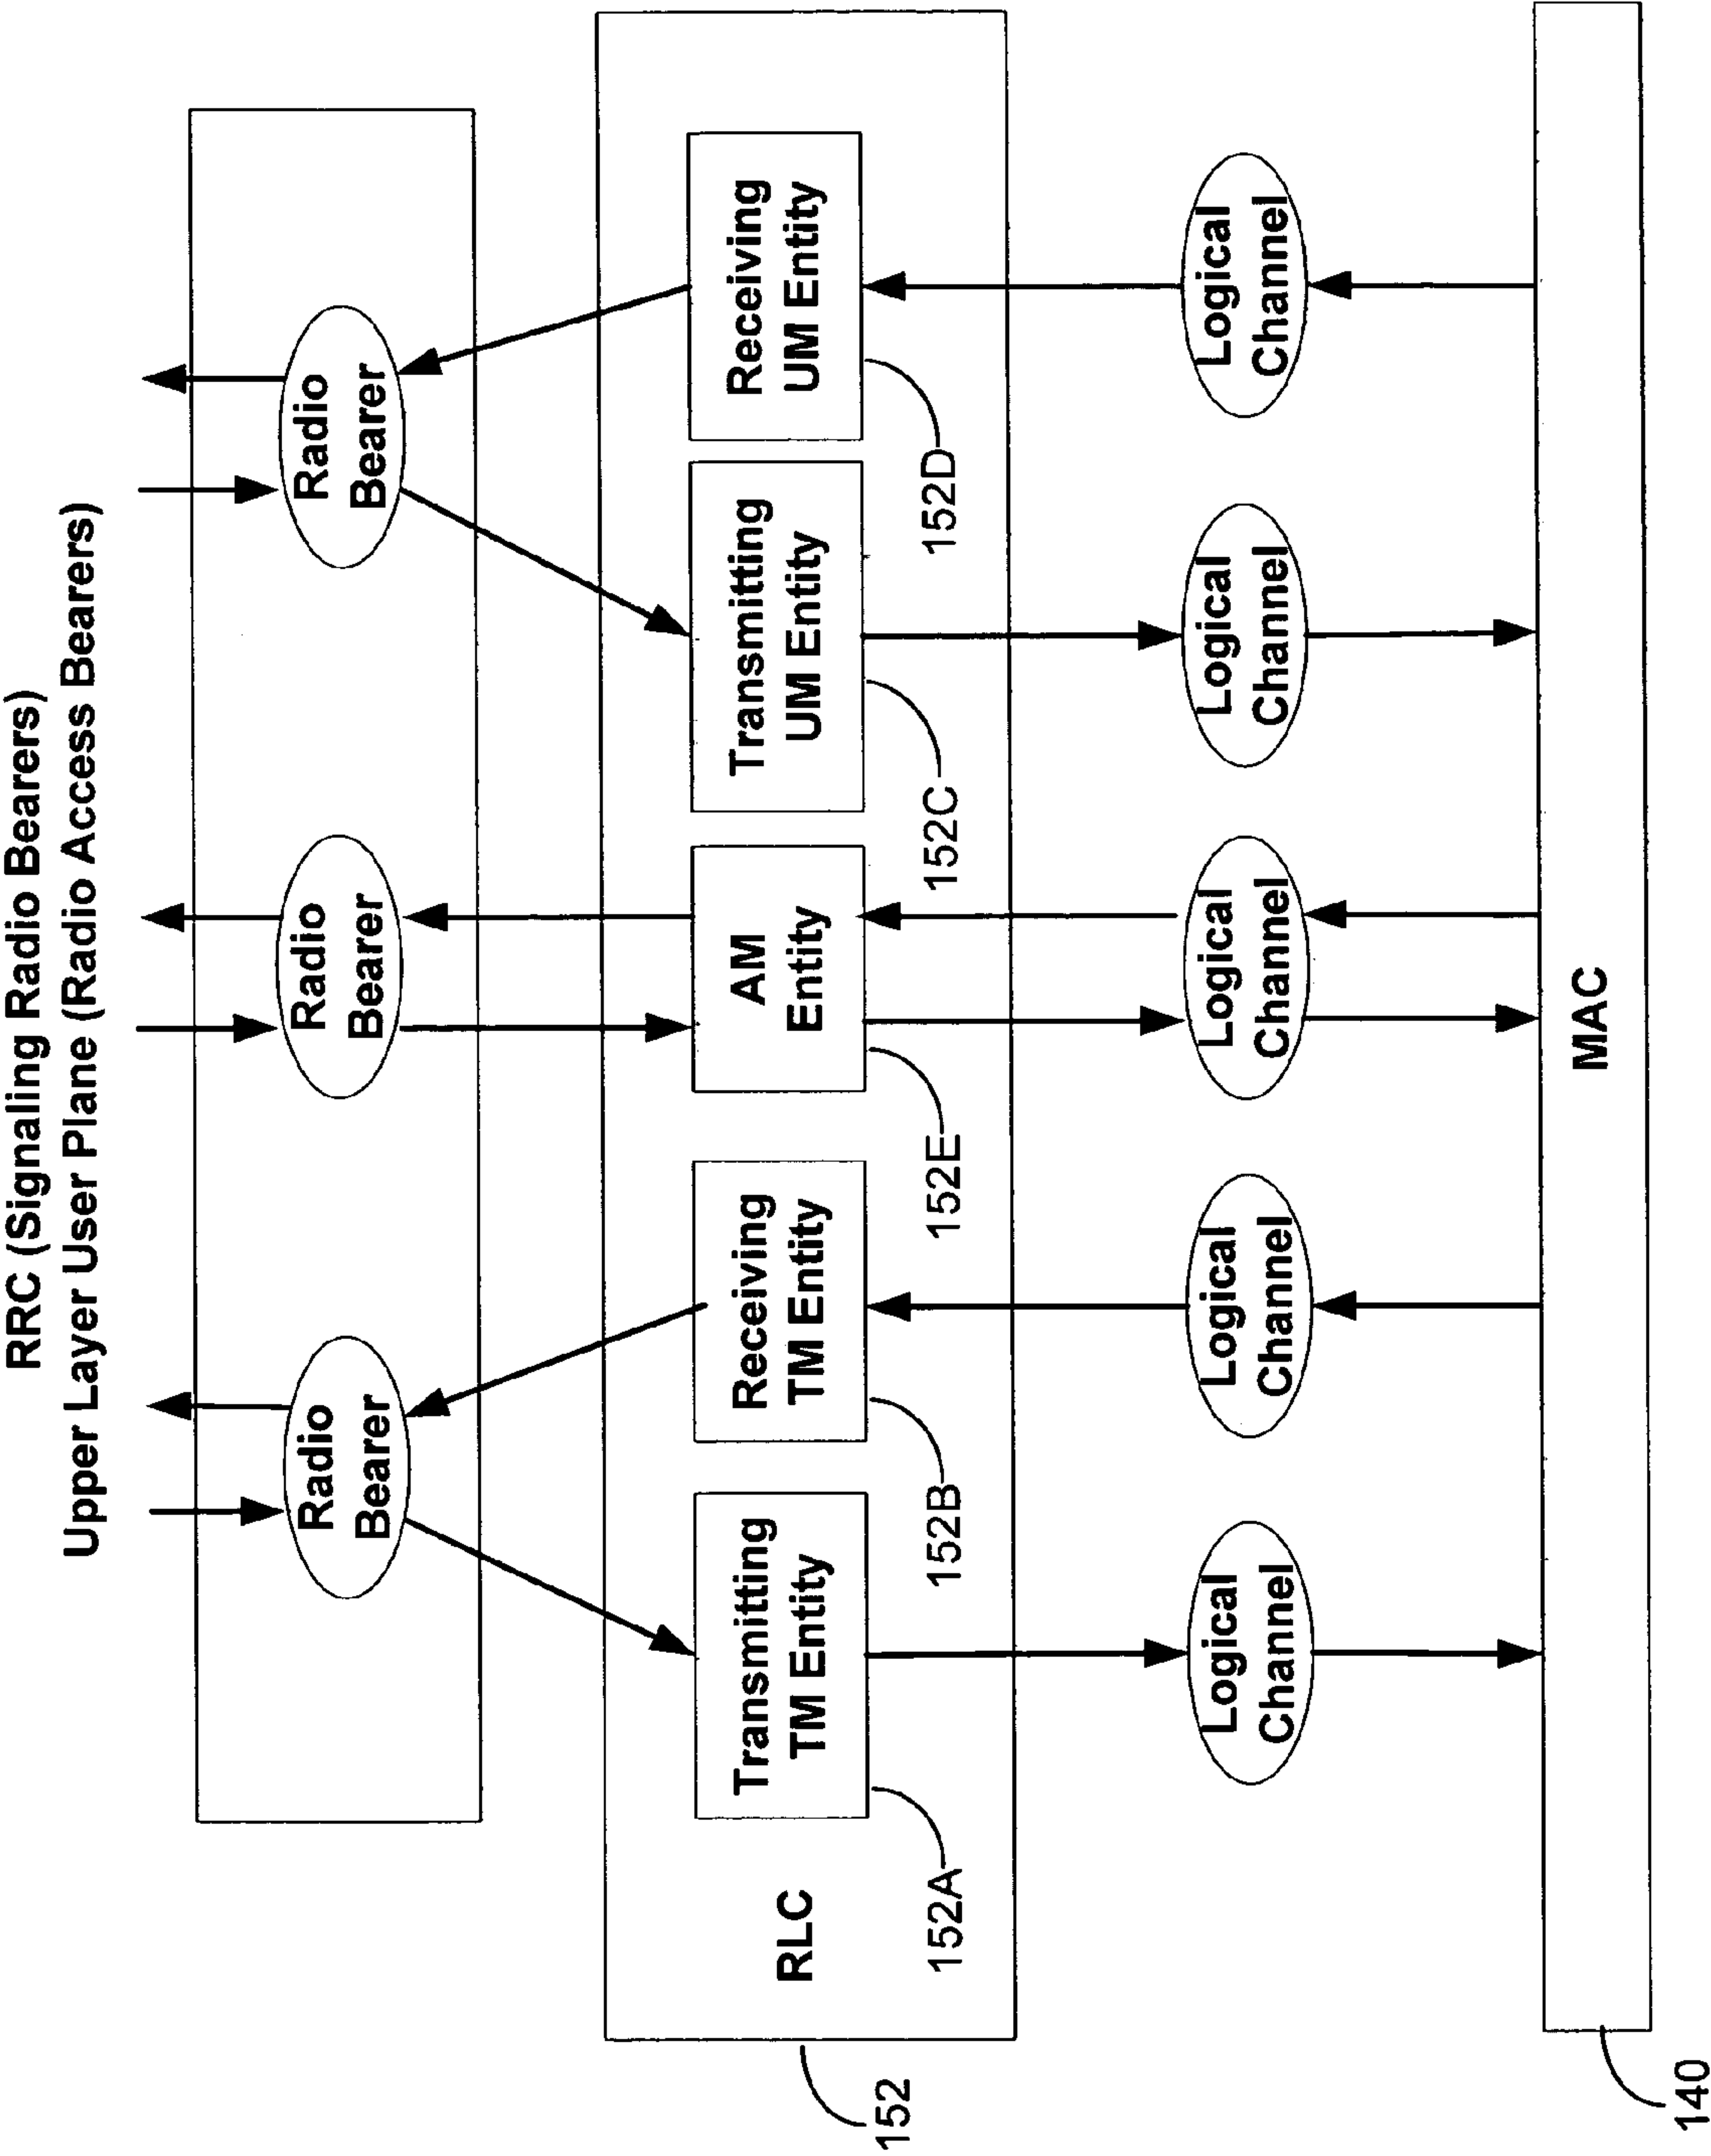 RRC (Signaling Radio Bearers)
Upper Layer User Plane (Radio Access Bearers)
Radio
Bearer
Radio
Bearer
Radio
Bearer
152
RLC
Transmitting
TM Entity
152A
Receiving
TM Entity
152B
AM
Entity
152E
Transmitting
UM Entity
152C
Receiving
UM Entity
152D
Logical
Channel
Logical
Channel
Logical
Channel
Logical
Channel
Logical
Channel
MAC
140